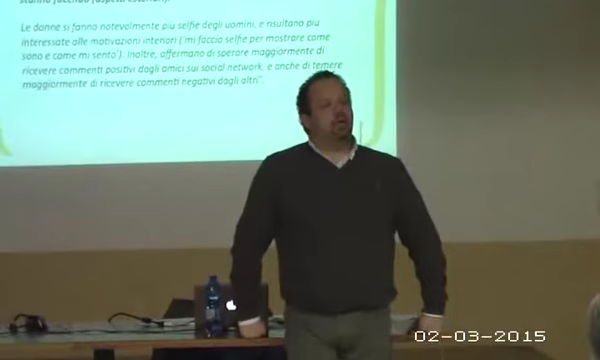 stanno facendo (aspetti esteriori).
Le donne si fanno notevolmente più selfie degli uomini, e risultano più
interessate alle motivazioni interiori ('mi faccio selfie per mostrare come
sono e come mi sento'). Inoltre, affermano di sperare maggiormente di
ricevere commenti positivi dagli amici sui social network, e anche di temere
maggiormente di ricevere commenti negativi dagli altri".
02-03-2015